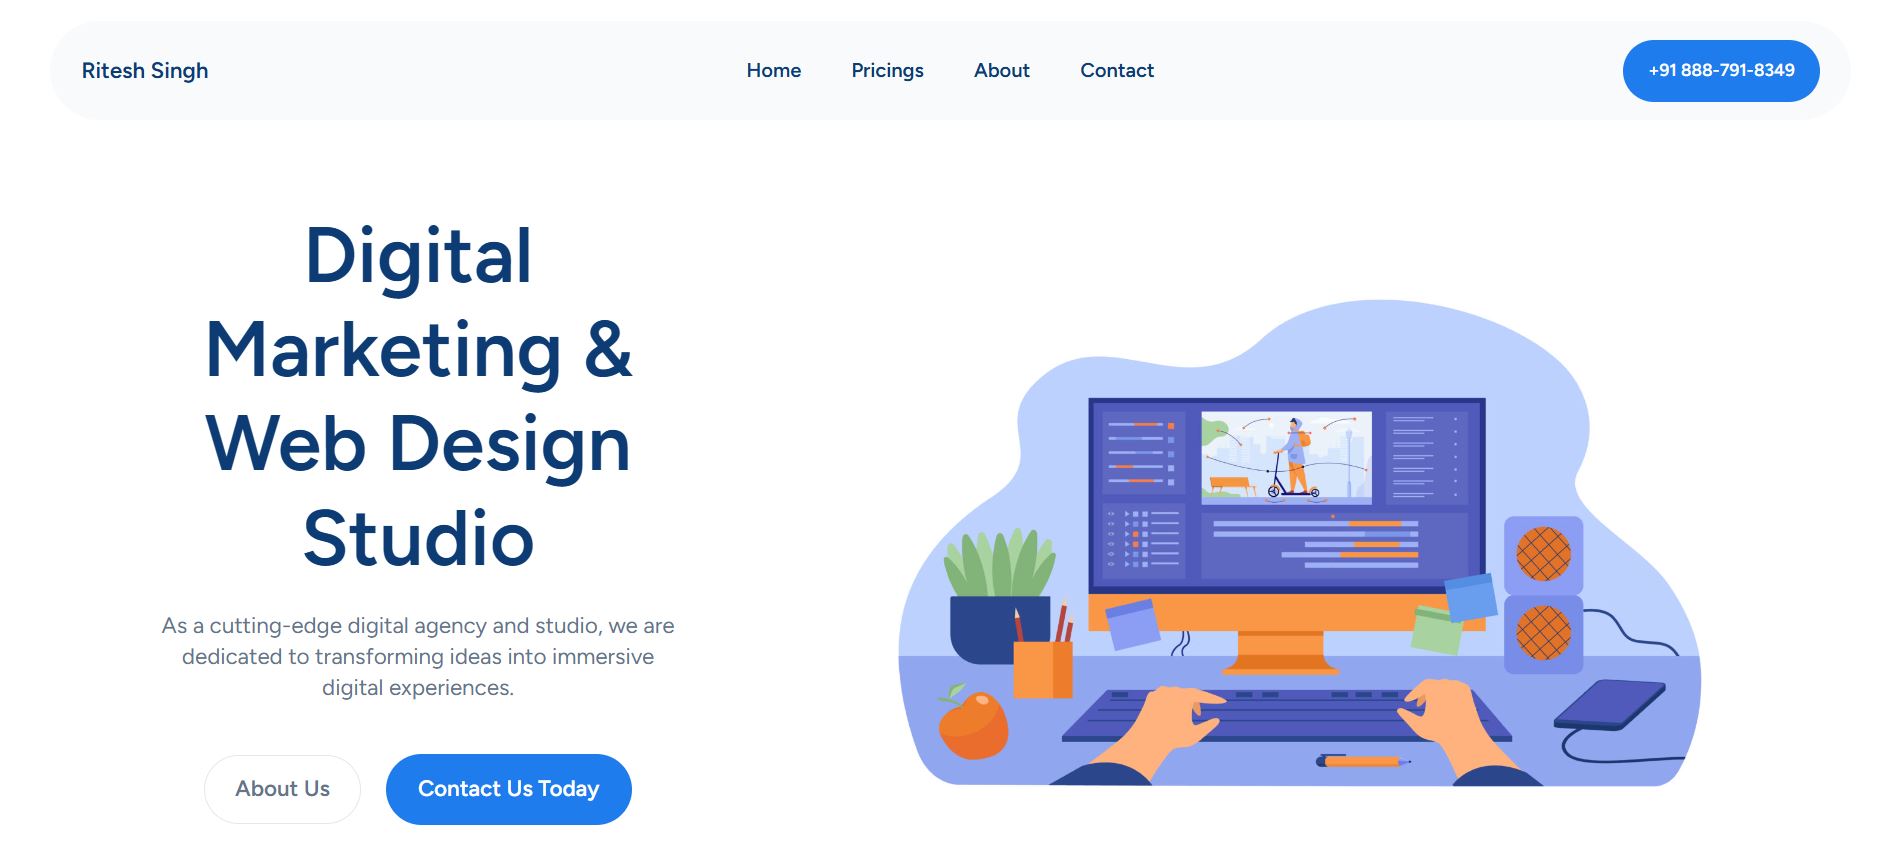 Ritesh Singh
Home
Pricings
About
Contact
+91 888-791-8349
Digital
Marketing &
Web Design
Studio
As a cutting-edge digital agency and studio, we are
dedicated to transforming ideas into immersive
digital experiences.
About Us
Contact Us Today